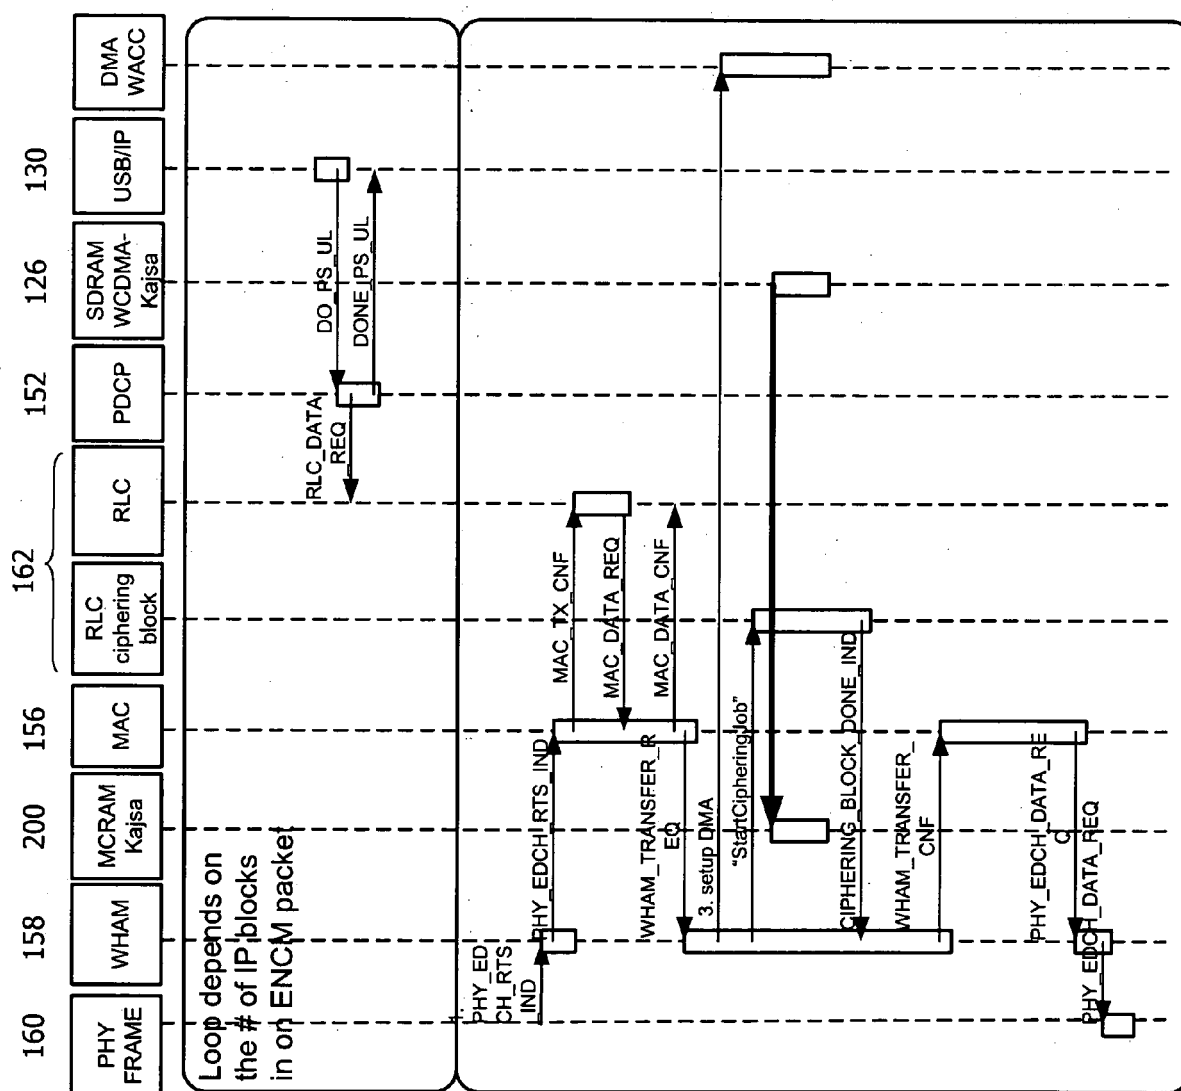 160
158
200
156
162
152
126
130
PHY
FRAME
WHAM
MCRAM
Kajsa
MAC
RLC
ciphering
block
RLC
PDCP
SDRAM
WCDMA-
Kajsa
USB/IP
DMA
WACC
Loop depends on
the # of IP blocks
in on ENCM packet
DO_PS_UL
RLC_DATA_
REQ
DONE_PS_UL
1.
PHY_ED
CH_RTS_
IND
PHY_EDCH_RTS_IND
MAC_TX_CNF
MAC_DATA_REQ
MAC_DATA_CNF
WHAM_TRANSFER_R
EQ
3. setup DMA
"StartCipheringJob"
CIPHERING_BLOCK_DONE_IND
WHAM_TRANSFER_
CNF
PHY_EDCH_DATA_RE
Q
PHY_EDCH_DATA_REQ